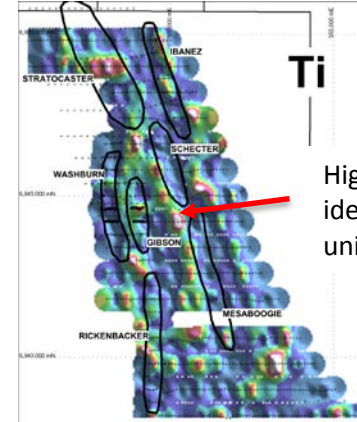 IBANEZ
Ti
STRATOCASTER
SCHECTER
WASHBURN
Hig
ide
uni
GIBSON
MESABOOGIE
RICKENBACKER